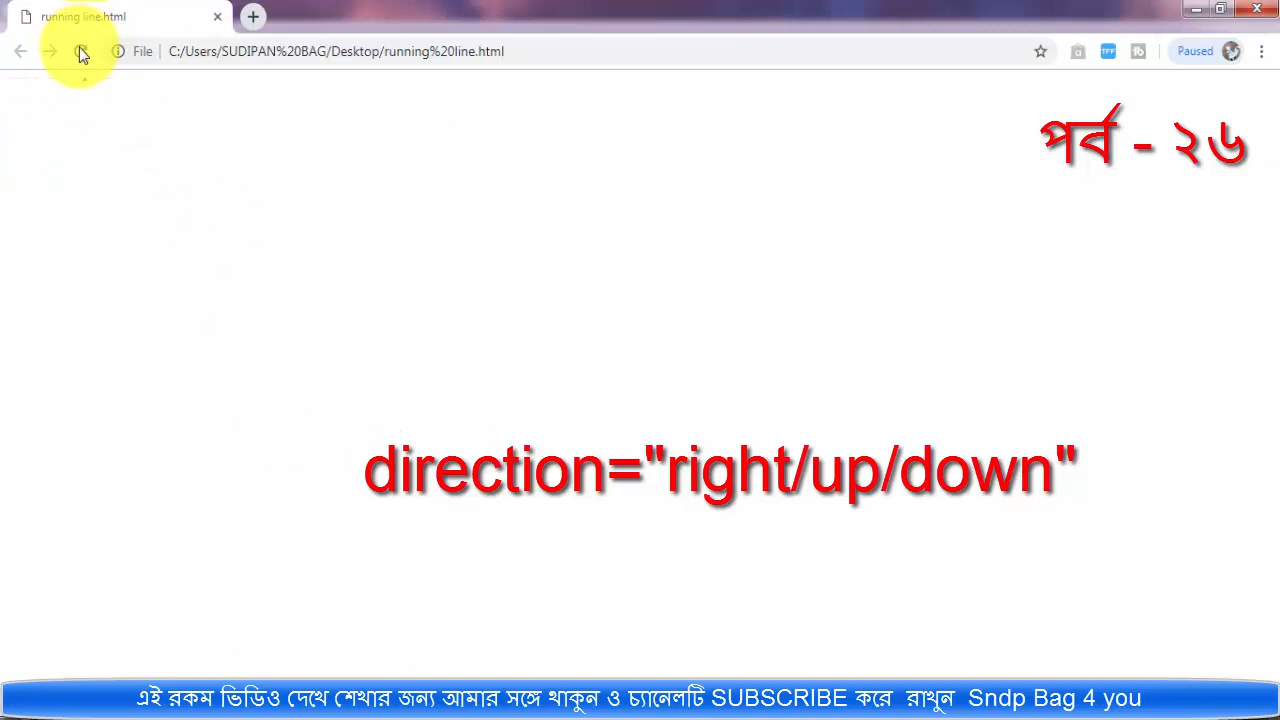 running line.html
File C:/Users/SUDIPAN%20BAG/Desktop/running%20line.html
TFF
Paused
পর্ব - ২৬
direction="right/up/down"
এই রকম ভিডিও দেখে শেখার জন্য আমার সঙ্গে থাকুন ও চ্যানেলটি SUBSCRIBE করে রাখুন Sndp Bag 4 you